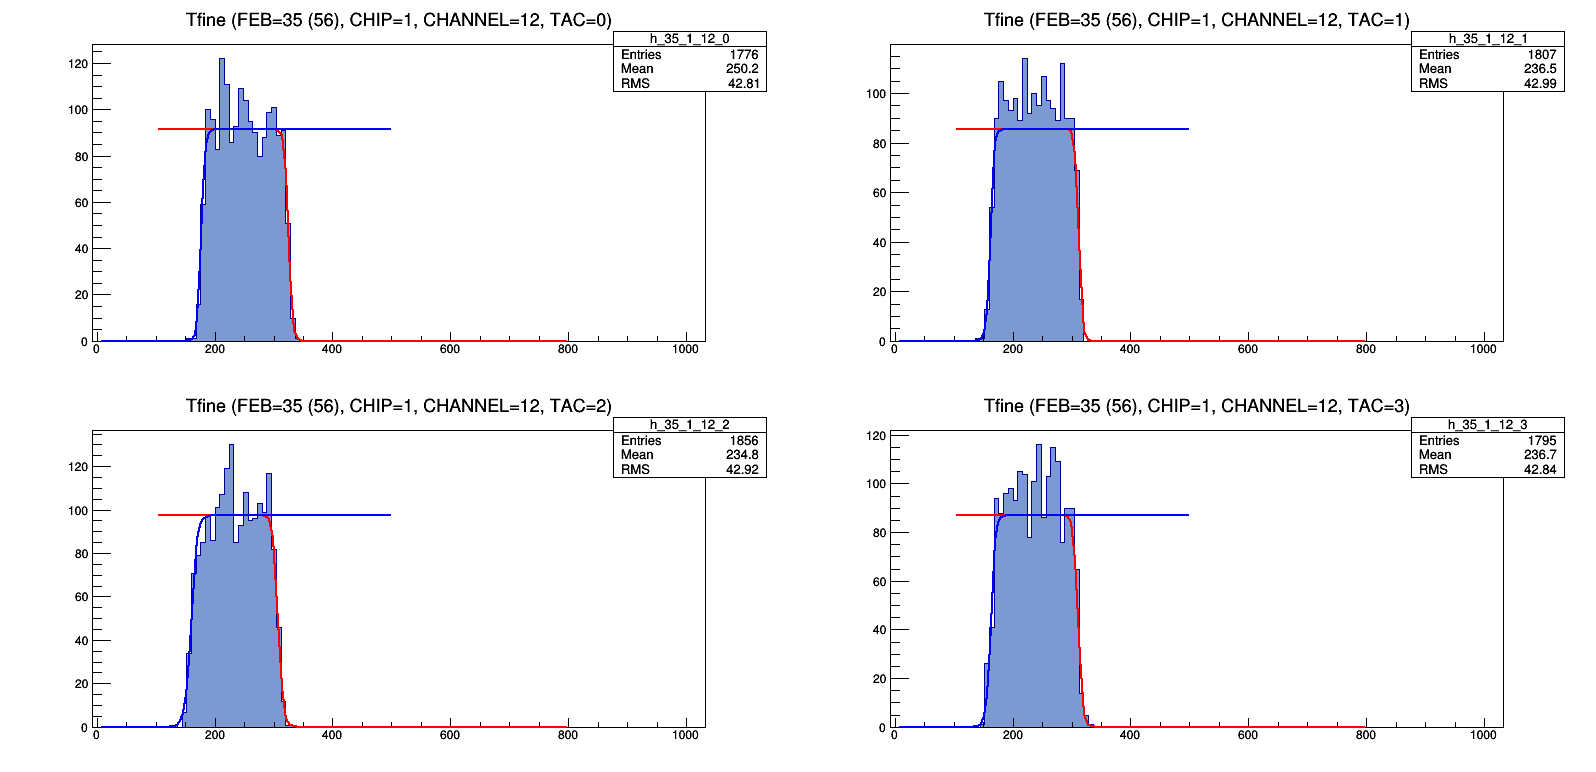 Tfine (FEB=35 (56), CHIP=1, CHANNEL=12, TAC=0)
h_35_1_12_0
Entries 1776
Mean 250.2
RMS 42.81
120
100
80
60
40
20
0
0 200 400 600 800 1000
Tfine (FEB=35 (56), CHIP=1, CHANNEL=12, TAC=1)
h_35_1_12_1
Entries 1807
Mean 236.5
RMS 42.99
100
80
60
40
20
0
0 200 400 600 800 1000
Tfine (FEB=35 (56), CHIP=1, CHANNEL=12, TAC=2)
h_35_1_12_2
Entries 1856
Mean 234.8
RMS 42.92
120
100
80
60
40
20
0
0 200 400 600 800 1000
Tfine (FEB=35 (56), CHIP=1, CHANNEL=12, TAC=3)
h_35_1_12_3
Entries 1795
Mean 236.7
RMS 42.84
120
100
80
60
40
20
0
0 200 400 600 800 1000